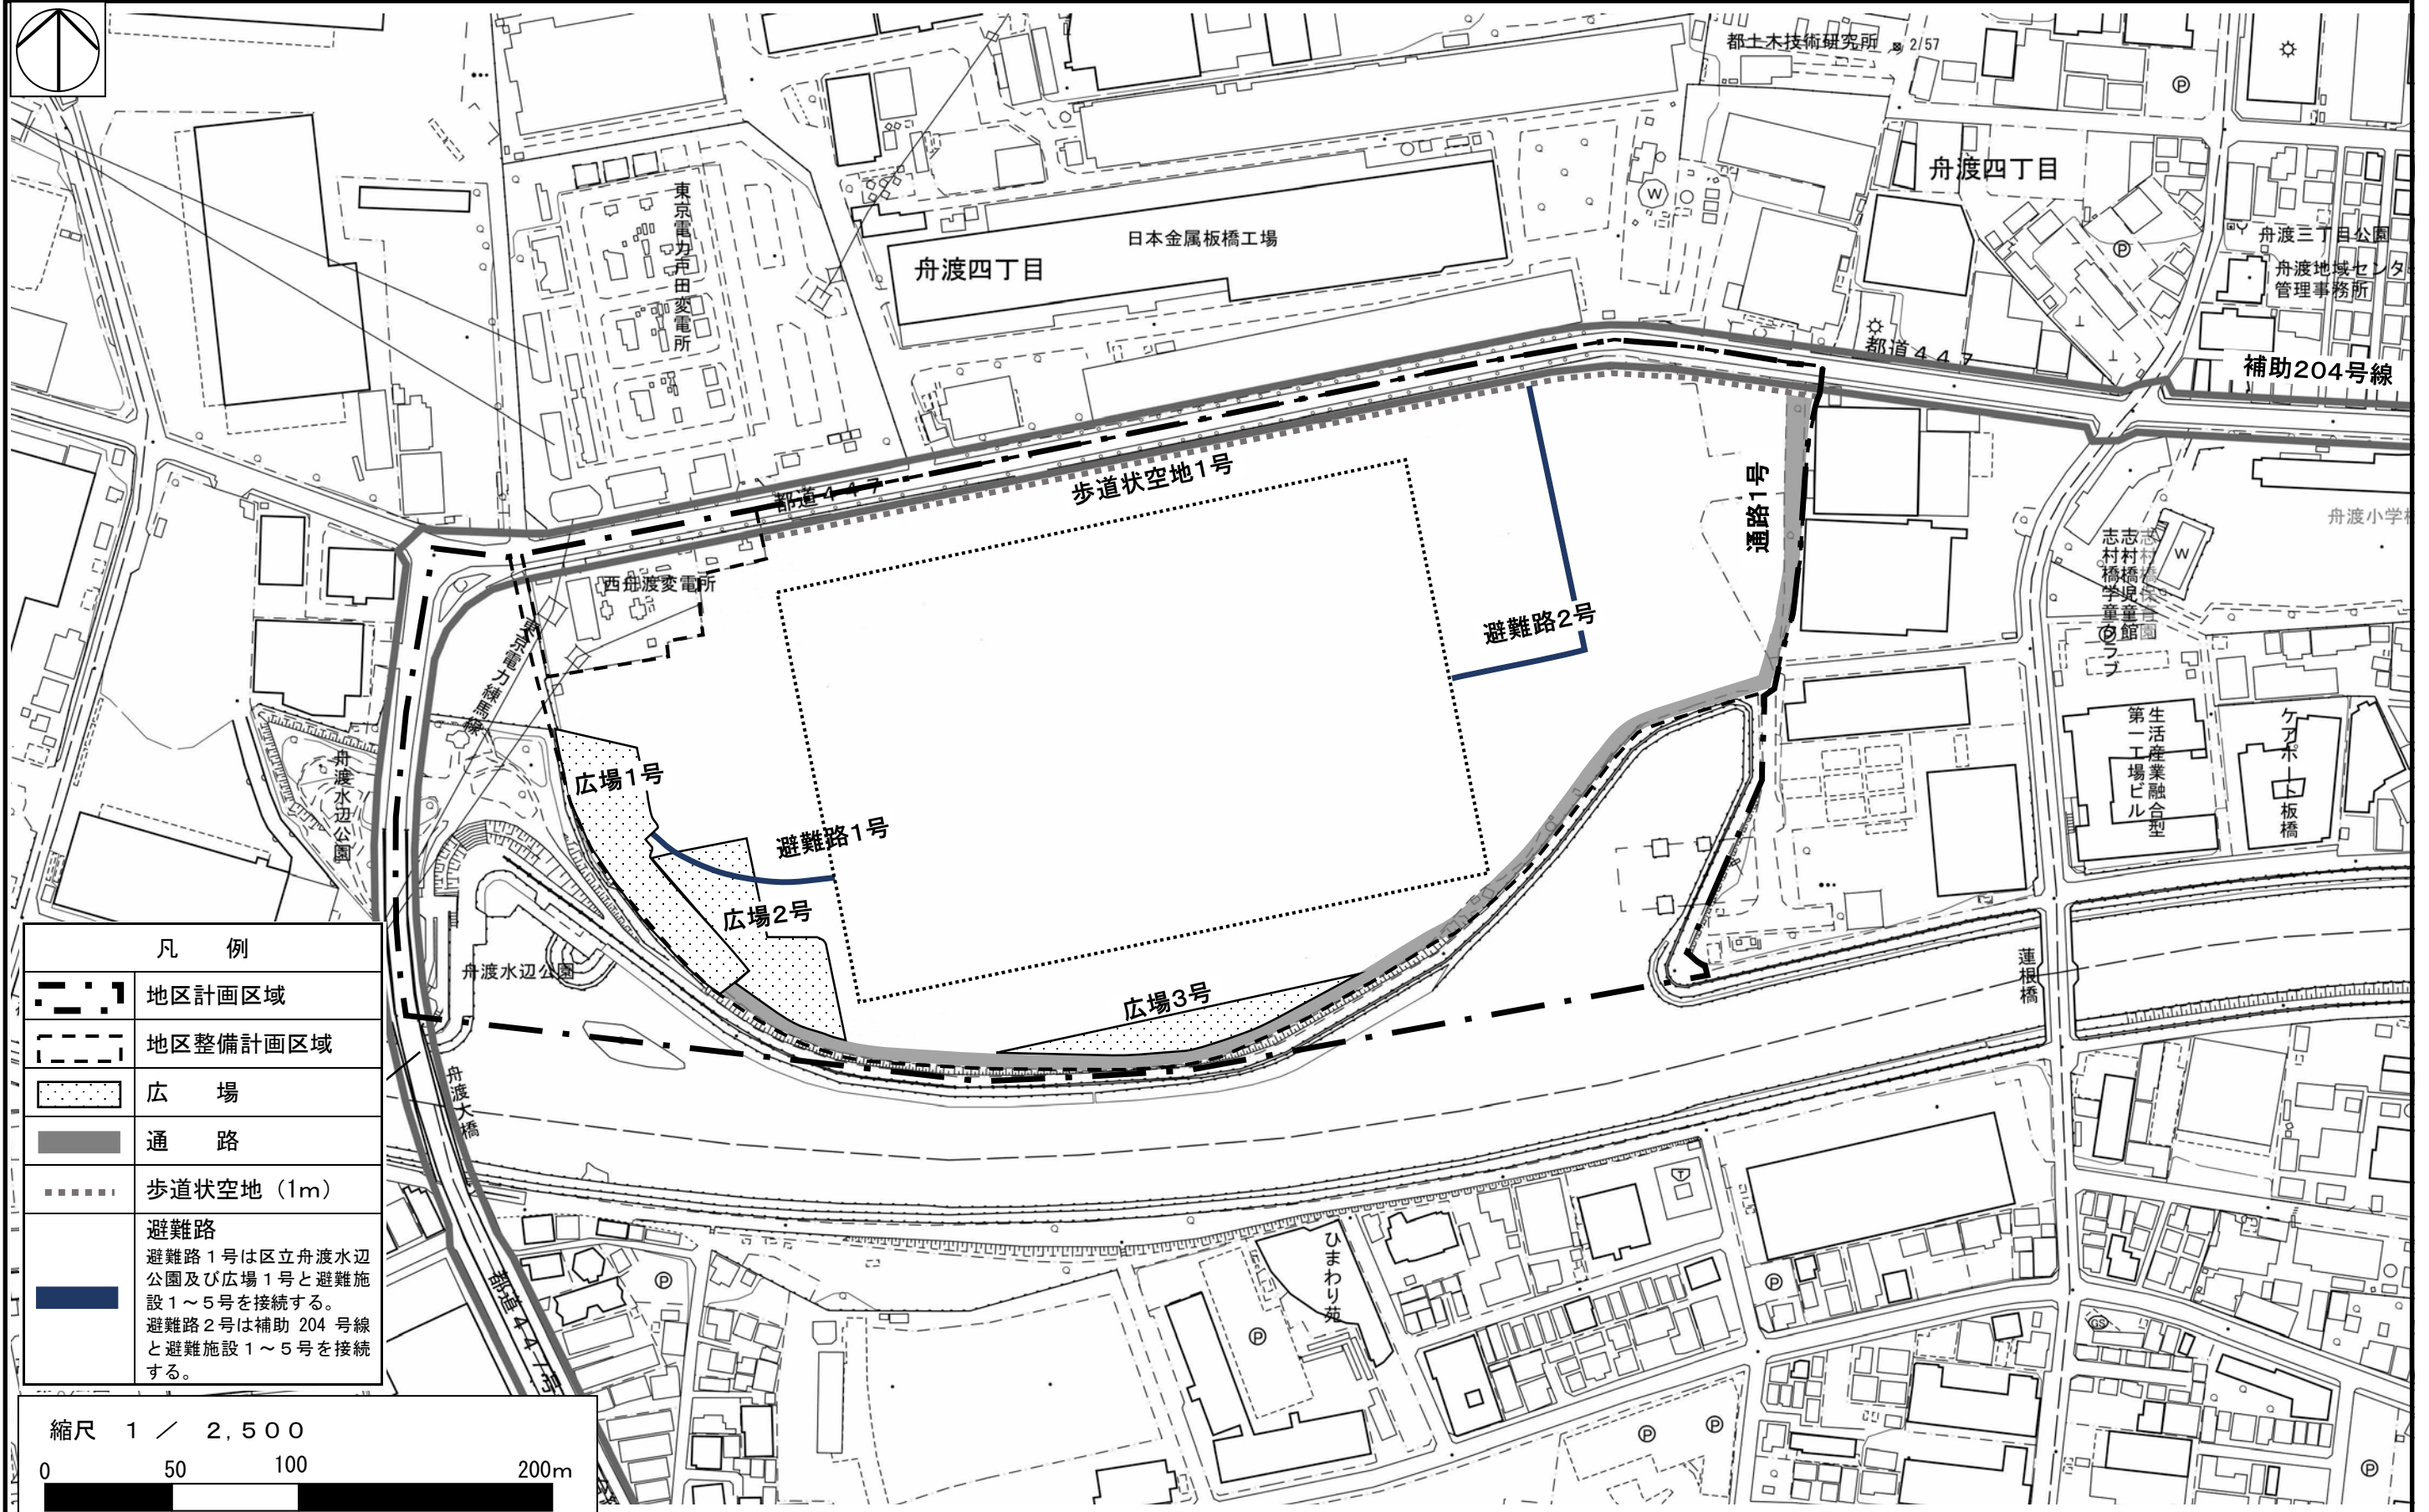 都土木技術研究所
2/57
舟渡四丁目
東京電力戸田変電所
日本金属板橋工場
舟渡四丁目
舟渡三丁目公園
舟渡地域センタ
管理事務所
W
P
P
都道447
補助204号線
都道447
歩道状空地1号
通路1号
舟渡小学校
志村橋保育園
志村橋児童館
志村橋学童クラブ
W
P
西舟渡変電所
避難路2号
東京電力練馬線
生活産業融合型
第一工場ビル
ケアポート板橋
舟渡水辺公園
広場1号
避難路1号
広場2号
舟渡水辺公園
広場3号
蓮根橋
舟渡大橋
都道447号
ひまわり苑
T
P
P
P
P
P
P
GS
凡　例
地区計画区域
地区整備計画区域
広　場
通　路
歩道状空地（1m）
避難路
避難路１号は区立舟渡水辺
公園及び広場１号と避難施
設１～５号を接続する。
避難路２号は補助 204 号線
と避難施設１～５号を接続
する。
縮尺　１ ／ ２,５００
0 50 100 200m